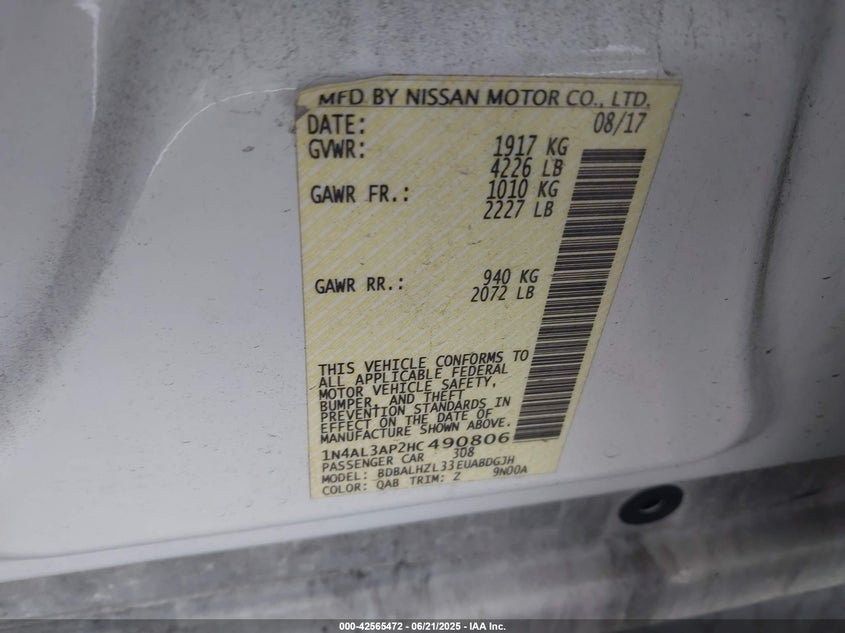 MFD BY NISSAN MOTOR CO., LTD.
DATE: 08/17
GVWR: 1917 KG
4226 LB
GAWR FR.: 1010 KG
2227 LB
GAWR RR.: 940 KG
2072 LB
THIS VEHICLE CONFORMS TO
ALL APPLICABLE FEDERAL
MOTOR VEHICLE SAFETY,
BUMPER, AND THEFT
PREVENTION STANDARDS IN
EFFECT ON THE DATE OF
MANUFACTURE SHOWN ABOVE.
1N4AL3AP2HC490806
PASSENGER CAR 308
MODEL: BDBALHZL33EUA8DGJH
COLOR: QAB TRIM: Z 9N00A
000-42565472 - 06/21/2025 - IAA Inc.